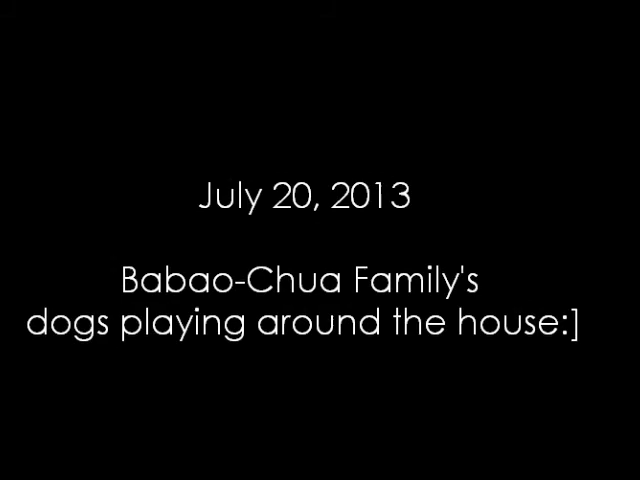 July 20, 2013
Babao-Chua Family's
dogs playing around the house:]